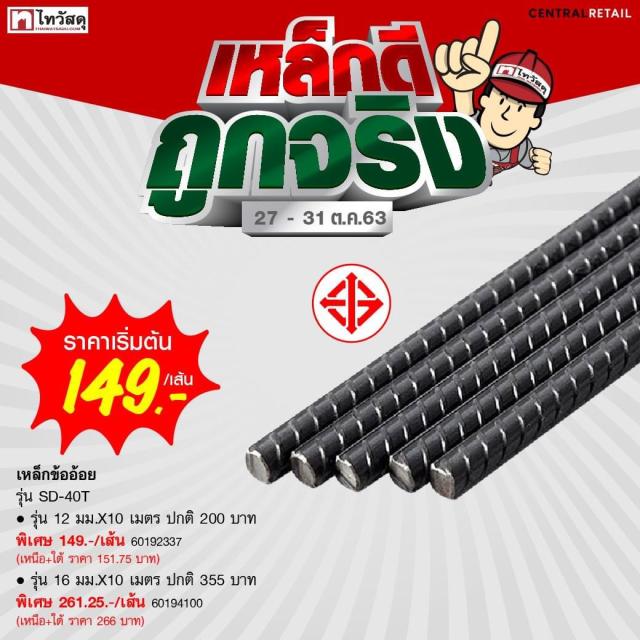 ไทวัสดุ
THAIWATSADU.COM
CENTRALRETAIL
ไทวัสดุ
เหล็กดี
ถูกจริง
27 - 31 ต.ค.63
ราคาเริ่มต้น
149.-/เส้น
เหล็กข้ออ้อย
รุ่น SD-40T
• รุ่น 12 มม.X10 เมตร ปกติ 200 บาท
พิเศษ 149.-/เส้น 60192337
(เหนือ+ใต้ ราคา 151.75 บาท)
• รุ่น 16 มม.X10 เมตร ปกติ 355 บาท
พิเศษ 261.25.-/เส้น 60194100
(เหนือ+ใต้ ราคา 266 บาท)